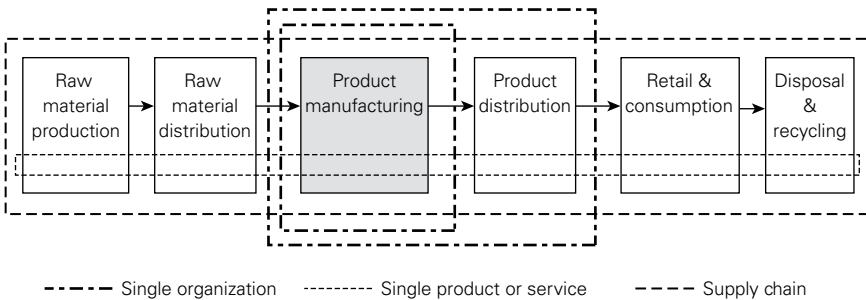 Raw
material
production
Raw
material
distribution
Product
manufacturing
Product
distribution
Retail &
consumption
Disposal
&
recycling
Single organization
Single product or service
Supply chain